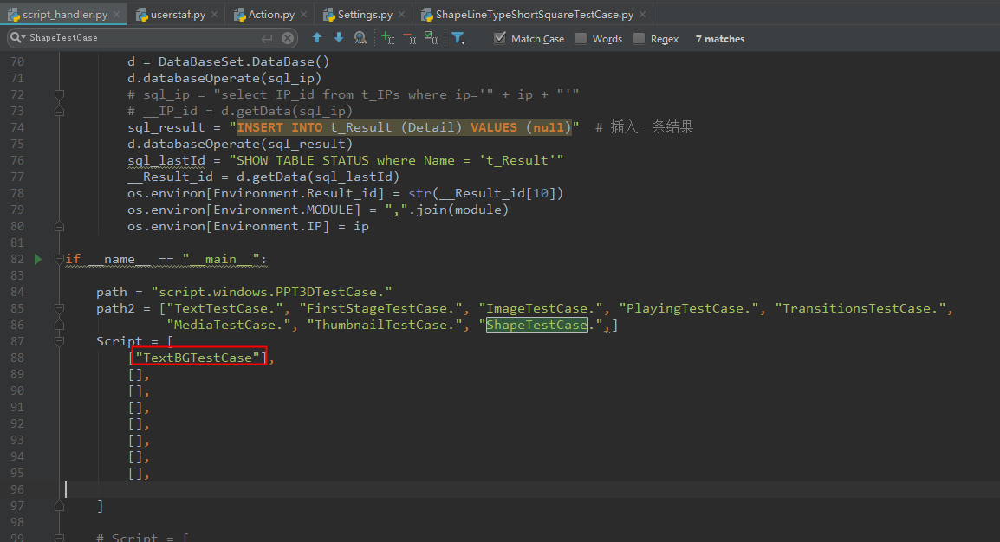 script_handler.py × userstaf.py × Action.py × Settings.py × ShapeLineTypeShortSquareTestCase.py ×
ShapeTestCase Match Case Words Regex 7 matches
70 d = DataBaseSet.DataBase()
71 d.databaseOperate(sql_ip)
72 # sql_ip = "select IP_id from t_IPs where ip='" + ip + "'"
73 # __IP_id = d.getData(sql_ip)
74 sql_result = "INSERT INTO t_Result (Detail) VALUES (null)" # 插入一条结果
75 d.databaseOperate(sql_result)
76 sql_lastId = "SHOW TABLE STATUS where Name = 't_Result'"
77 __Result_id = d.getData(sql_lastId)
78 os.environ[Environment.Result_id] = str(__Result_id[10])
79 os.environ[Environment.MODULE] = ",".join(module)
80 os.environ[Environment.IP] = ip
81
82 if __name__ == "__main__":
83
84 path = "script.windows.PPT3DTestCase."
85 path2 = ["TextTestCase.", "FirstStageTestCase.", "ImageTestCase.", "PlayingTestCase.", "TransitionsTestCase.",
86 "MediaTestCase.", "ThumbnailTestCase.", "ShapeTestCase.",]
87 Script = [
88 ["TextBGTestCase"],
89 [],
90 [],
91 [],
92 [],
93 [],
94 [],
95 [],
96
97 ]
98
99 # Script = [